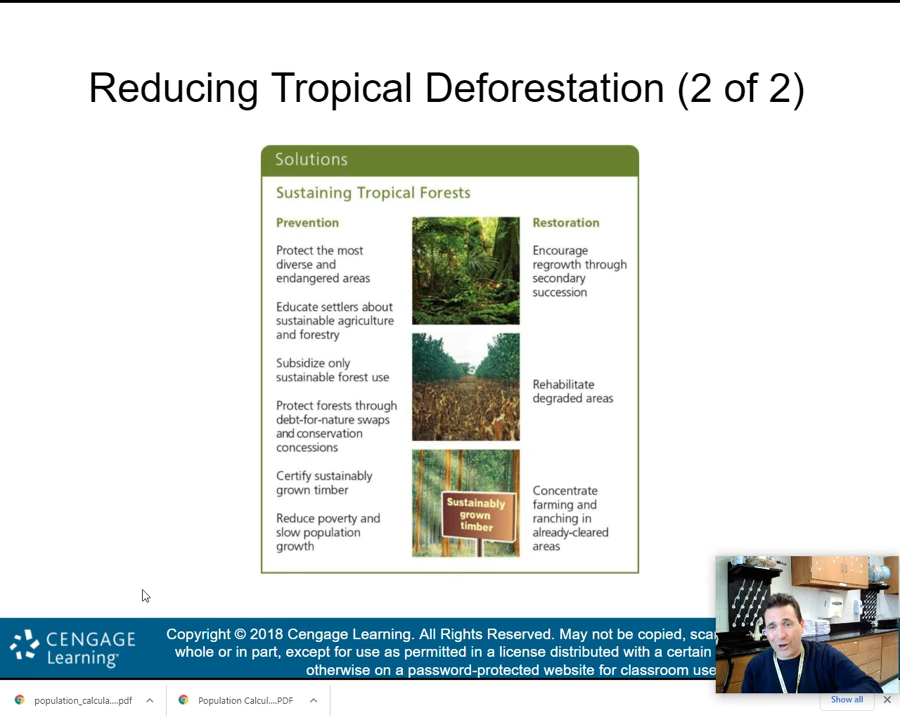 Reducing Tropical Deforestation (2 of 2)
Solutions
Sustaining Tropical Forests
Prevention
Protect the most
diverse and
endangered areas
Educate settlers about
sustainable agriculture
and forestry
Subsidize only
sustainable forest use
Protect forests through
debt-for-nature swaps
and conservation
concessions
Certify sustainably
grown timber
Reduce poverty and
slow population
growth
Sustainably
grown
timber
Restoration
Encourage
regrowth through
secondary
succession
Rehabilitate
degraded areas
Concentrate
farming and
ranching in
already-cleared
areas
CENGAGE
Learning®
Copyright © 2018 Cengage Learning. All Rights Reserved. May not be copied, sca
whole or in part, except for use as permitted in a license distributed with a certain
otherwise on a password-protected website for classroom use
population_calcula....pdf
Population Calcul....PDF
Show all